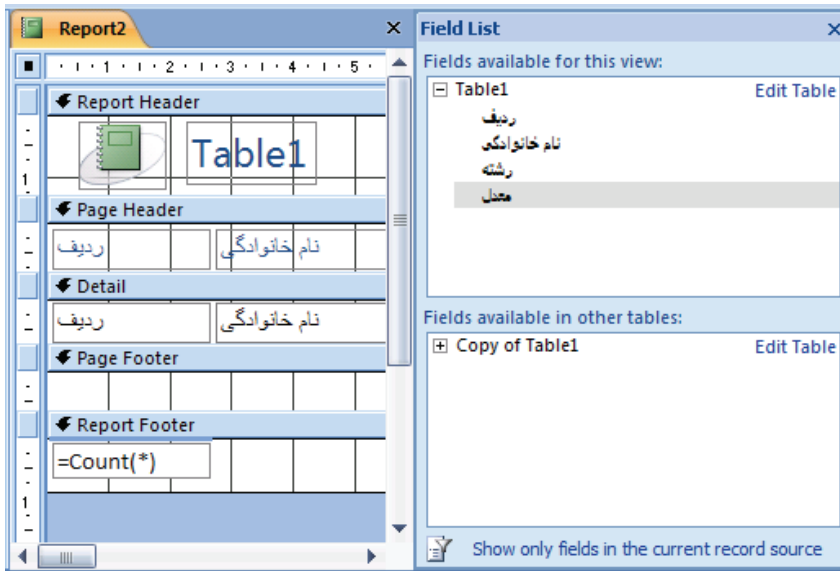 Report2
1 2 3 4 5
Report Header
Table1
1
Page Header
ردیف نام خانوادگی
Detail
ردیف نام خانوادگی
Page Footer
Report Footer
=Count(*)
1
Field List
Fields available for this view:
Table1 Edit Table
ردیف
نام خانوادگی
رشته
معدل
Fields available in other tables:
Copy of Table1 Edit Table
Show only fields in the current record source